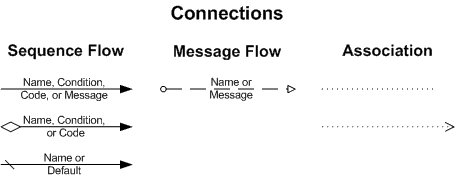 Connections
Sequence Flow
Message Flow
Association
Name, Condition,
Code, or Message
Name or
Message
Name, Condition,
or Code
Name or
Default